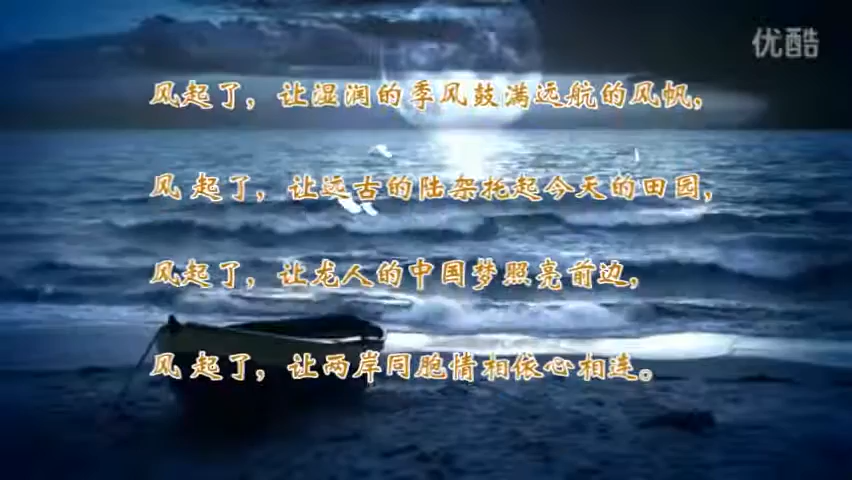 优酷
风起了，让湿润的季风鼓满远航的风帆，
风起了，让远古的陆架托起今天的田园，
风起了，让龙人的中国梦照亮前边，
风起了，让两岸同胞情相依心相连。